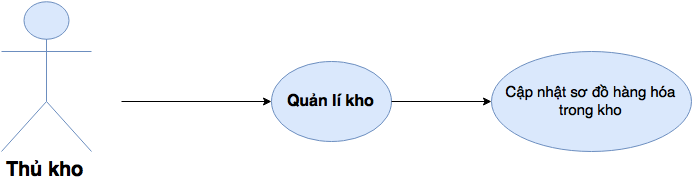 Quản lí kho
Cập nhật sơ đồ hàng hóa
trong kho
Thủ kho